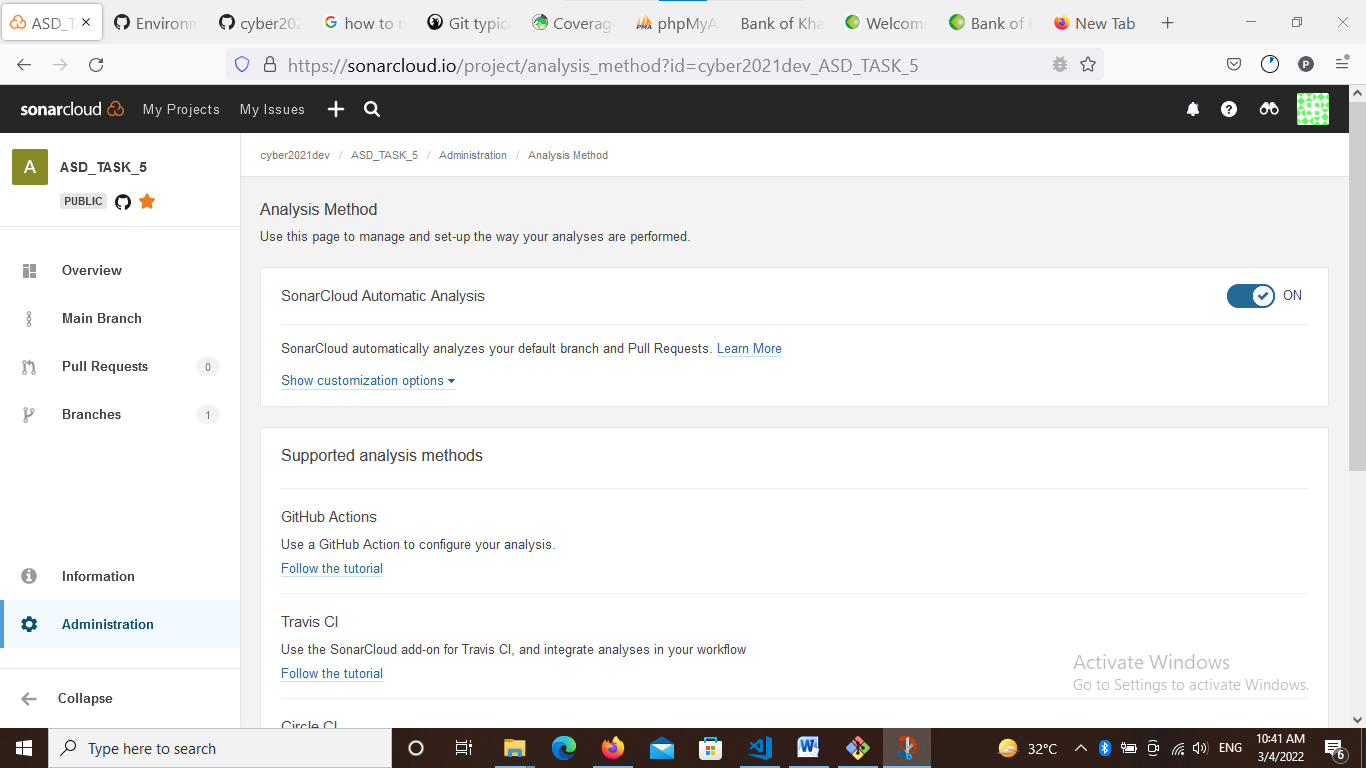 ASD_TA
Environm
cyber202
how to m
Git typic
Coverag
phpMyA
Bank of Kha
Welcom
Bank of K
New Tab
https://sonarcloud.io/project/analysis_method?id=cyber2021dev_ASD_TASK_5
P
sonarcloud My Projects My Issues
A ASD_TASK_5
PUBLIC
Overview
Main Branch
Pull Requests 0
Branches 1
Information
Administration
Collapse
cyber2021dev / ASD_TASK_5 / Administration / Analysis Method
Analysis Method
Use this page to manage and set-up the way your analyses are performed.
SonarCloud Automatic Analysis ON
SonarCloud automatically analyzes your default branch and Pull Requests. Learn More
Show customization options
Supported analysis methods
GitHub Actions
Use a GitHub Action to configure your analysis.
Follow the tutorial
Travis CI
Use the SonarCloud add-on for Travis CI, and integrate analyses in your workflow
Follow the tutorial
Circle CI
Activate Windows
Go to Settings to activate Windows.
Type here to search
32°C
ENG
10:41 AM
3/4/2022
6